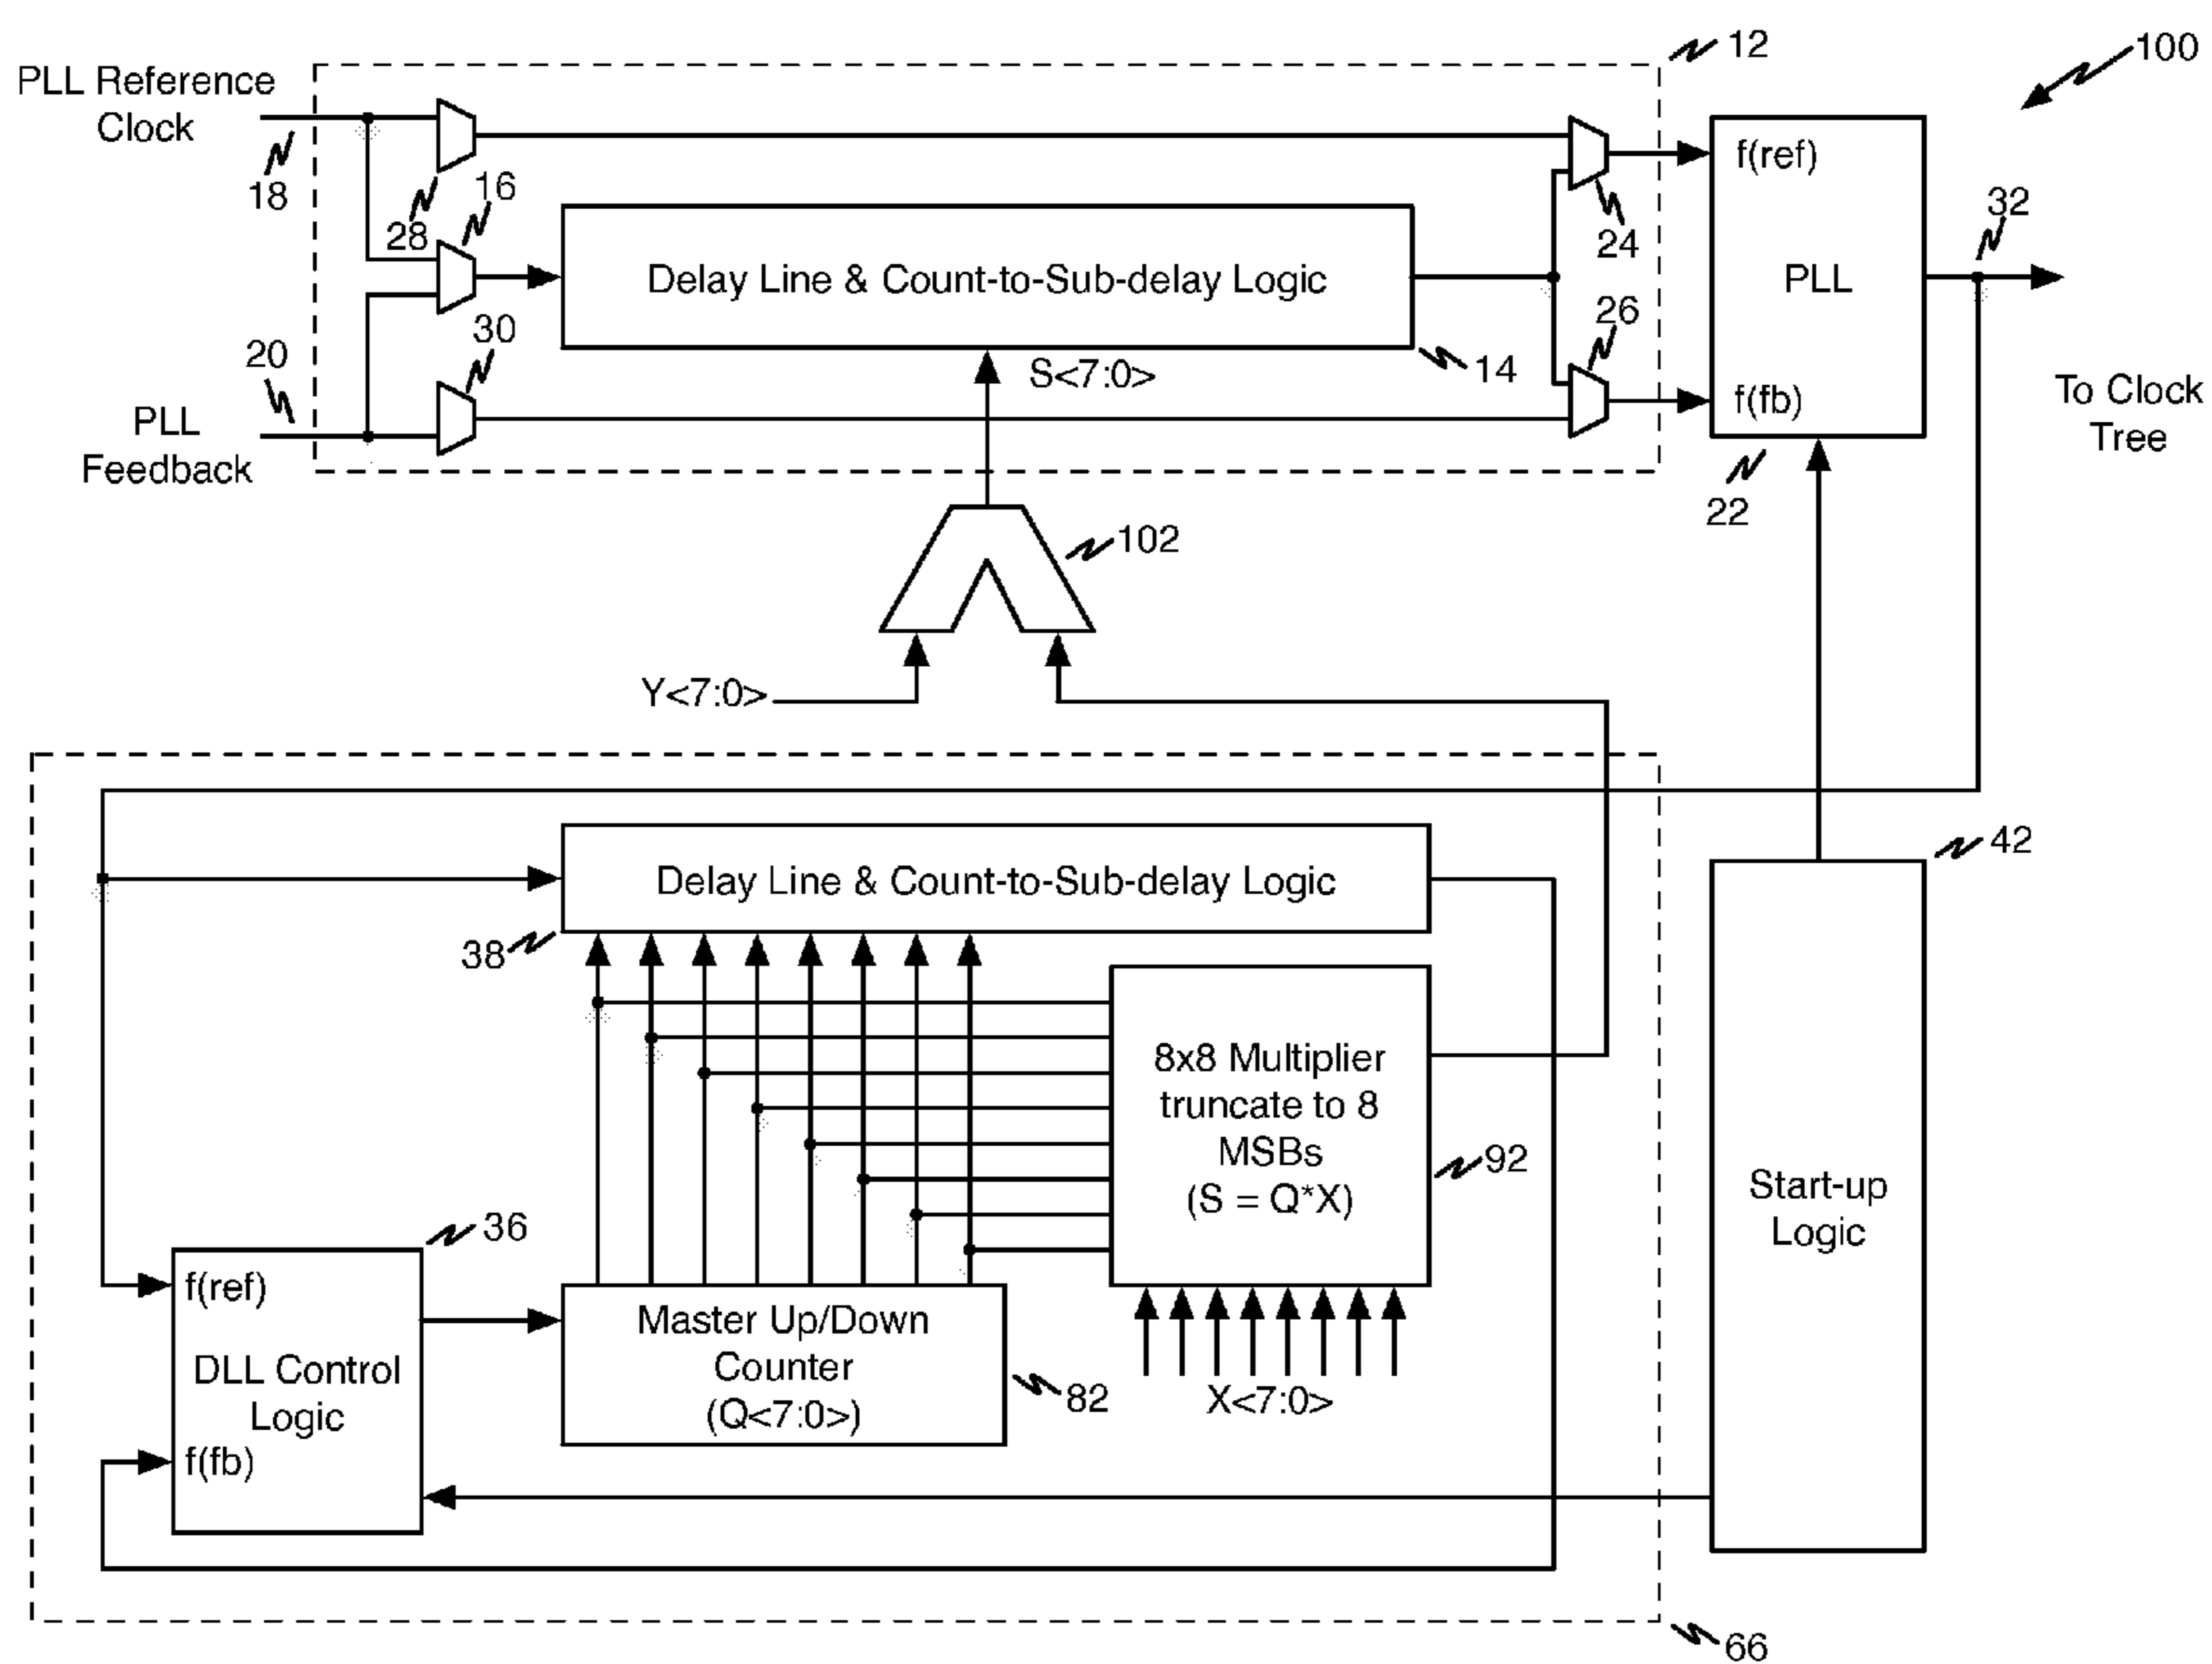 12
100
PLL Reference
Clock
18
28
16
f(ref)
24
32
Delay Line & Count-to-Sub-delay Logic
PLL
30
26
20
S<7:0>
14
To Clock
Tree
PLL
Feedback
f(fb)
22
102
Y<7:0>
42
Delay Line & Count-to-Sub-delay Logic
38
8x8 Multiplier
truncate to 8
MSBs
(S = Q*X)
92
Start-up
Logic
36
f(ref)
DLL Control
Logic
f(fb)
Master Up/Down
Counter
(Q<7:0>)
82
X<7:0>
66